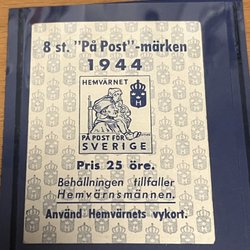 8 st. "På Post"-märken
1944
HEMVÄRNET
H
PÅ POST FÖR
SVERIGE
Pris 25 öre.
Behållningen tillfaller
Hemvärnsmännen.
Använd Hemvärnets vykort.